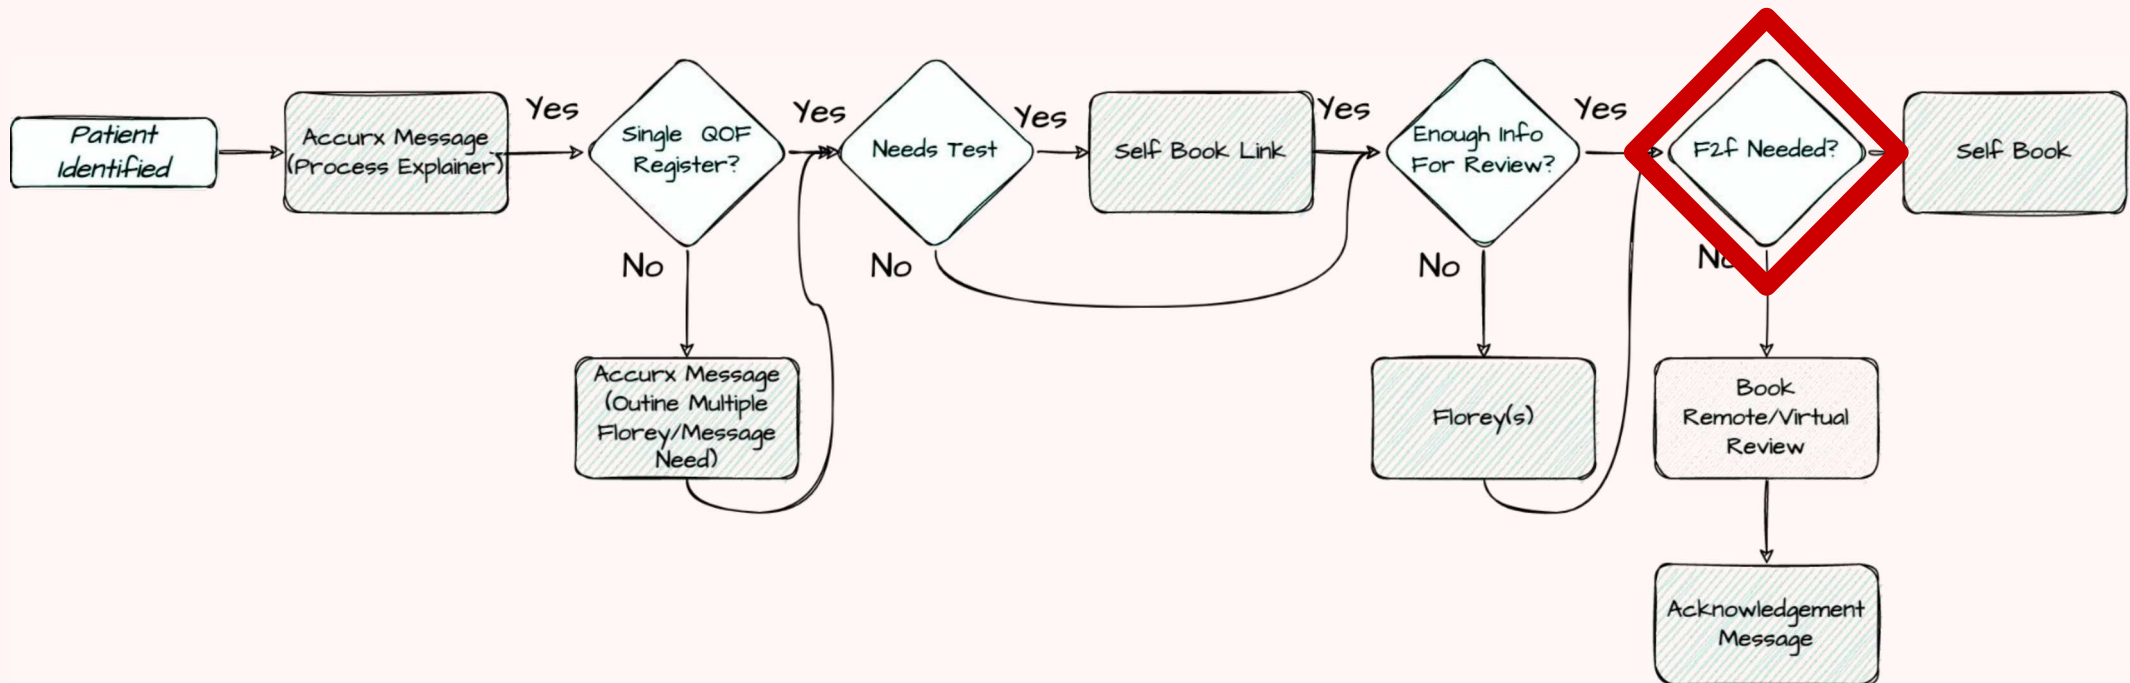 Patient
Identified
Accurx Message
(Process Explainer)
Yes
Single QOF
Register?
Yes
Needs Test
Yes
Self Book Link
Yes
Enough Info
For Review?
Yes
F2f Needed?
Self Book
No
No
No
No
Accurx Message
(Outine Multiple
Florey/Message
Need)
Florey(s)
Book
Remote/Virtual
Review
Acknowledgement
Message